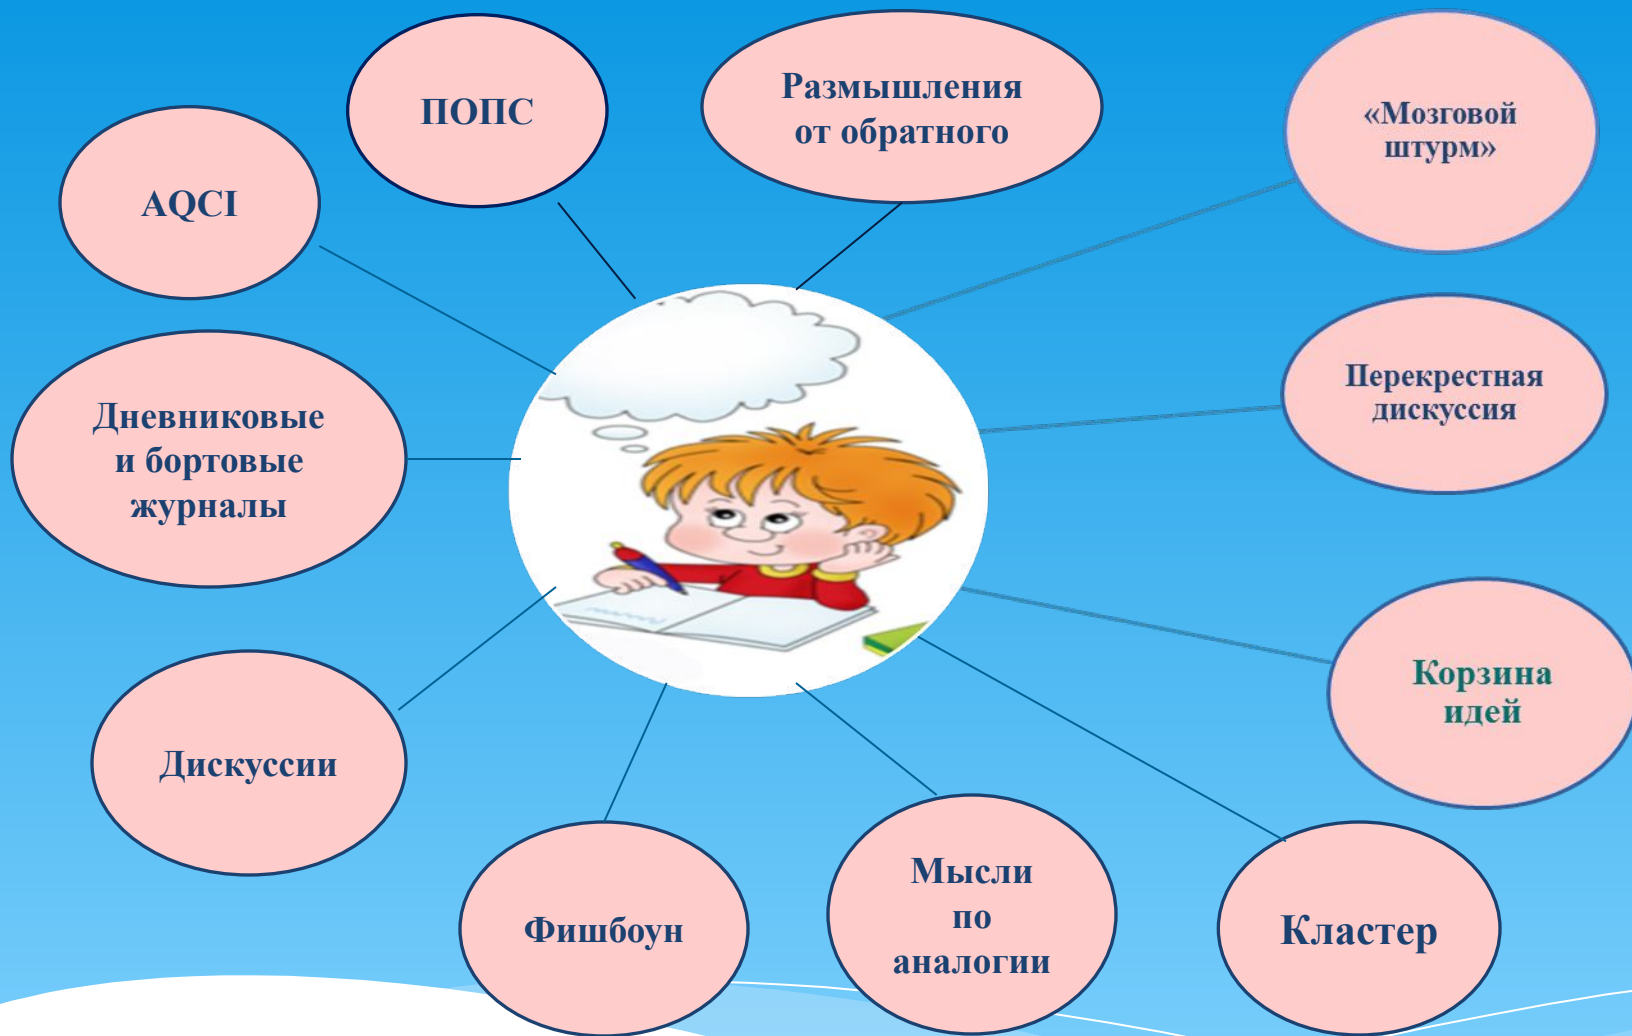 ПОПС
Размышления
от обратного
«Мозговой
штурм»
AQCI
Перекрестная
дискуссия
Дневниковые
и бортовые
журналы
Корзина
идей
Дискуссии
Фишбоун
Мысли
по
аналогии
Кластер